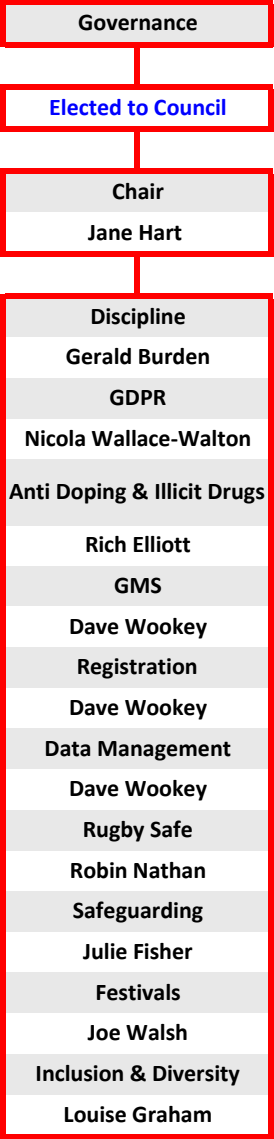 Governance
Elected to Council
Chair
Jane Hart
Discipline
Gerald Burden
GDPR
Nicola Wallace-Walton
Anti Doping & Illicit Drugs
Rich Elliott
GMS
Dave Wookey
Registration
Dave Wookey
Data Management
Dave Wookey
Rugby Safe
Robin Nathan
Safeguarding
Julie Fisher
Festivals
Joe Walsh
Inclusion & Diversity
Louise Graham